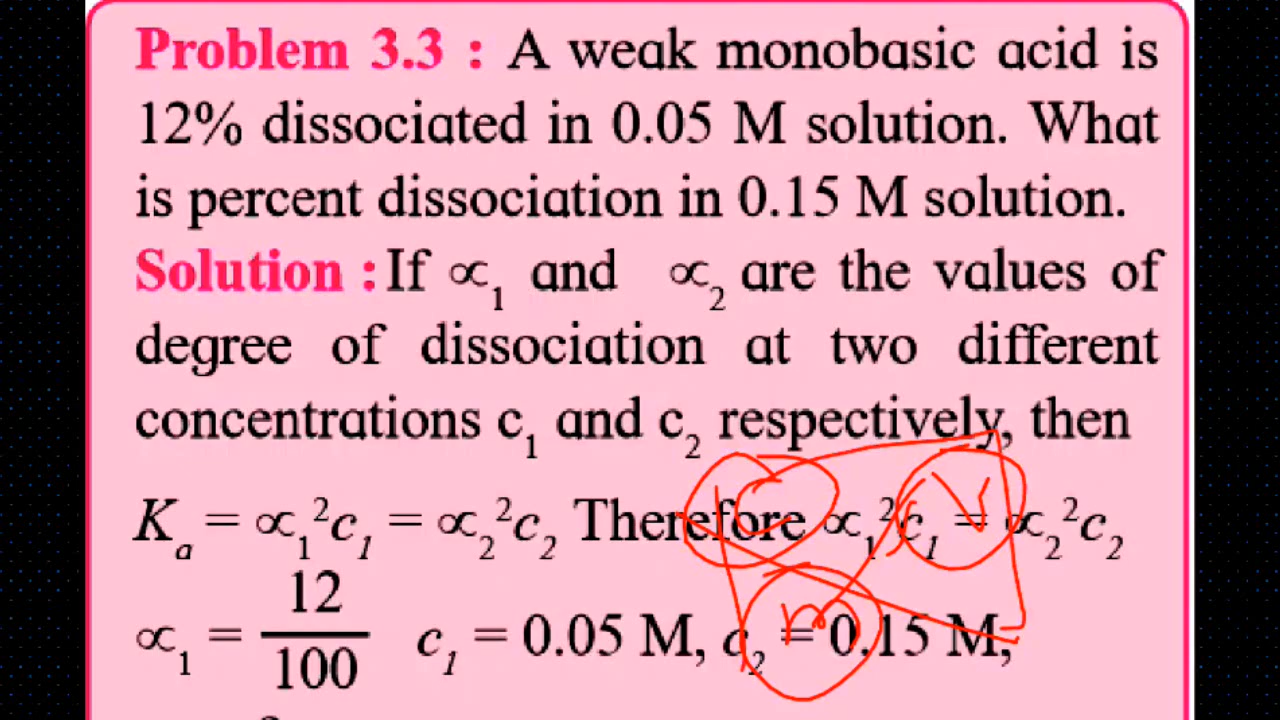 Problem 3.3 : A weak monobasic acid is
12% dissociated in 0.05 M solution. What
is percent dissociation in 0.15 M solution.
Solution : If ∝₁ and ∝₂ are the values of
degree of dissociation at two different
concentrations c₁ and c₂ respectively, then
Kₐ = ∝₁²c₁ = ∝₂²c₂ Therefore ∝₁²c₁ = ∝₂²c₂
∝₁ = 12/100 c₁ = 0.05 M, c₂ = 0.15 M,